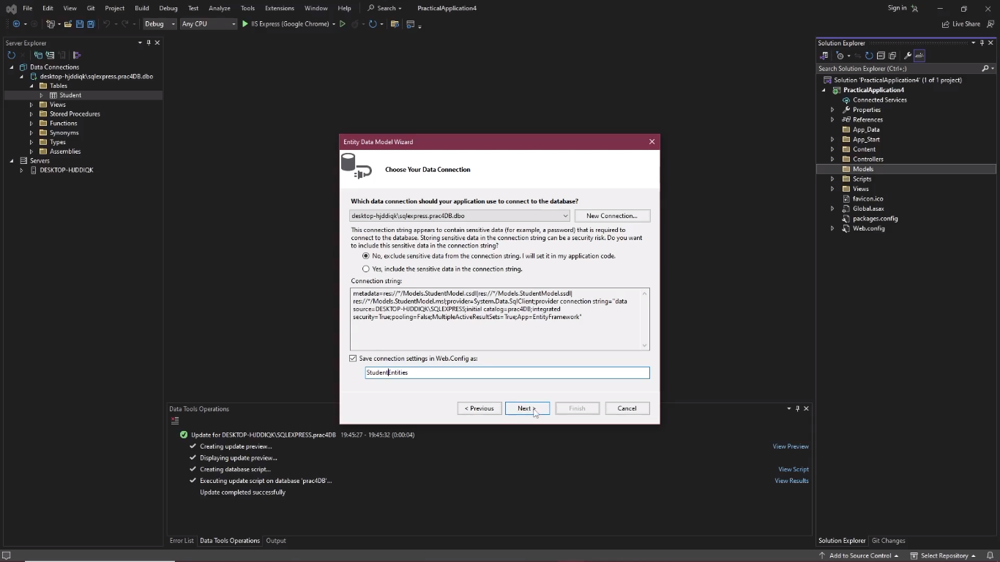 File Edit View Git Project Build Debug Test Analyze Tools Extensions Window Help Search PracticalApplication4 Sign in
Debug Any CPU IIS Express (Google Chrome) Live Share
Server Explorer
Data Connections
desktop-hjddiqk\sqlexpress.prac4DB.dbo
Tables
Student
Views
Stored Procedures
Functions
Synonyms
Types
Assemblies
Servers
DESKTOP-HJDDIQK
Entity Data Model Wizard
Choose Your Data Connection
Which data connection should your application use to connect to the database?
desktop-hjddiqk\sqlexpress.prac4DB.dbo New Connection...
This connection string appears to contain sensitive data (for example, a password) that is required to
connect to the database. Storing sensitive data in the connection string can be a security risk. Do you want
to include this sensitive data in the connection string?
No, exclude sensitive data from the connection string. I will set it in my application code.
Yes, include the sensitive data in the connection string.
Connection string:
metadata=res://*/Models.StudentModel.csdl|res://*/Models.StudentModel.ssdl|
res://*/Models.StudentModel.msl;provider=System.Data.SqlClient;provider connection string="data
source=DESKTOP-HJDDIQK\SQLEXPRESS;initial catalog=prac4DB;integrated
security=True;pooling=False;MultipleActiveResultSets=True;App=EntityFramework"
Save connection settings in Web.Config as:
StudentEntities
< Previous Next > Finish Cancel
Data Tools Operations
Update for DESKTOP-HJDDIQK\SQLEXPRESS.prac4DB 19:45:27 - 19:45:32 (0:00:04)
Creating update preview... View Preview
Displaying update preview...
Creating database script... View Script
Executing update script on database 'prac4DB'... View Results
Update completed successfully
Error List Data Tools Operations Output
Solution Explorer
Search Solution Explorer (Ctrl+;)
Solution 'PracticalApplication4' (1 of 1 project)
PracticalApplication4
Connected Services
Properties
References
App_Data
App_Start
Content
Controllers
Models
Scripts
Views
favicon.ico
Global.asax
packages.config
Web.config
Solution Explorer Git Changes
Add to Source Control Select Repository